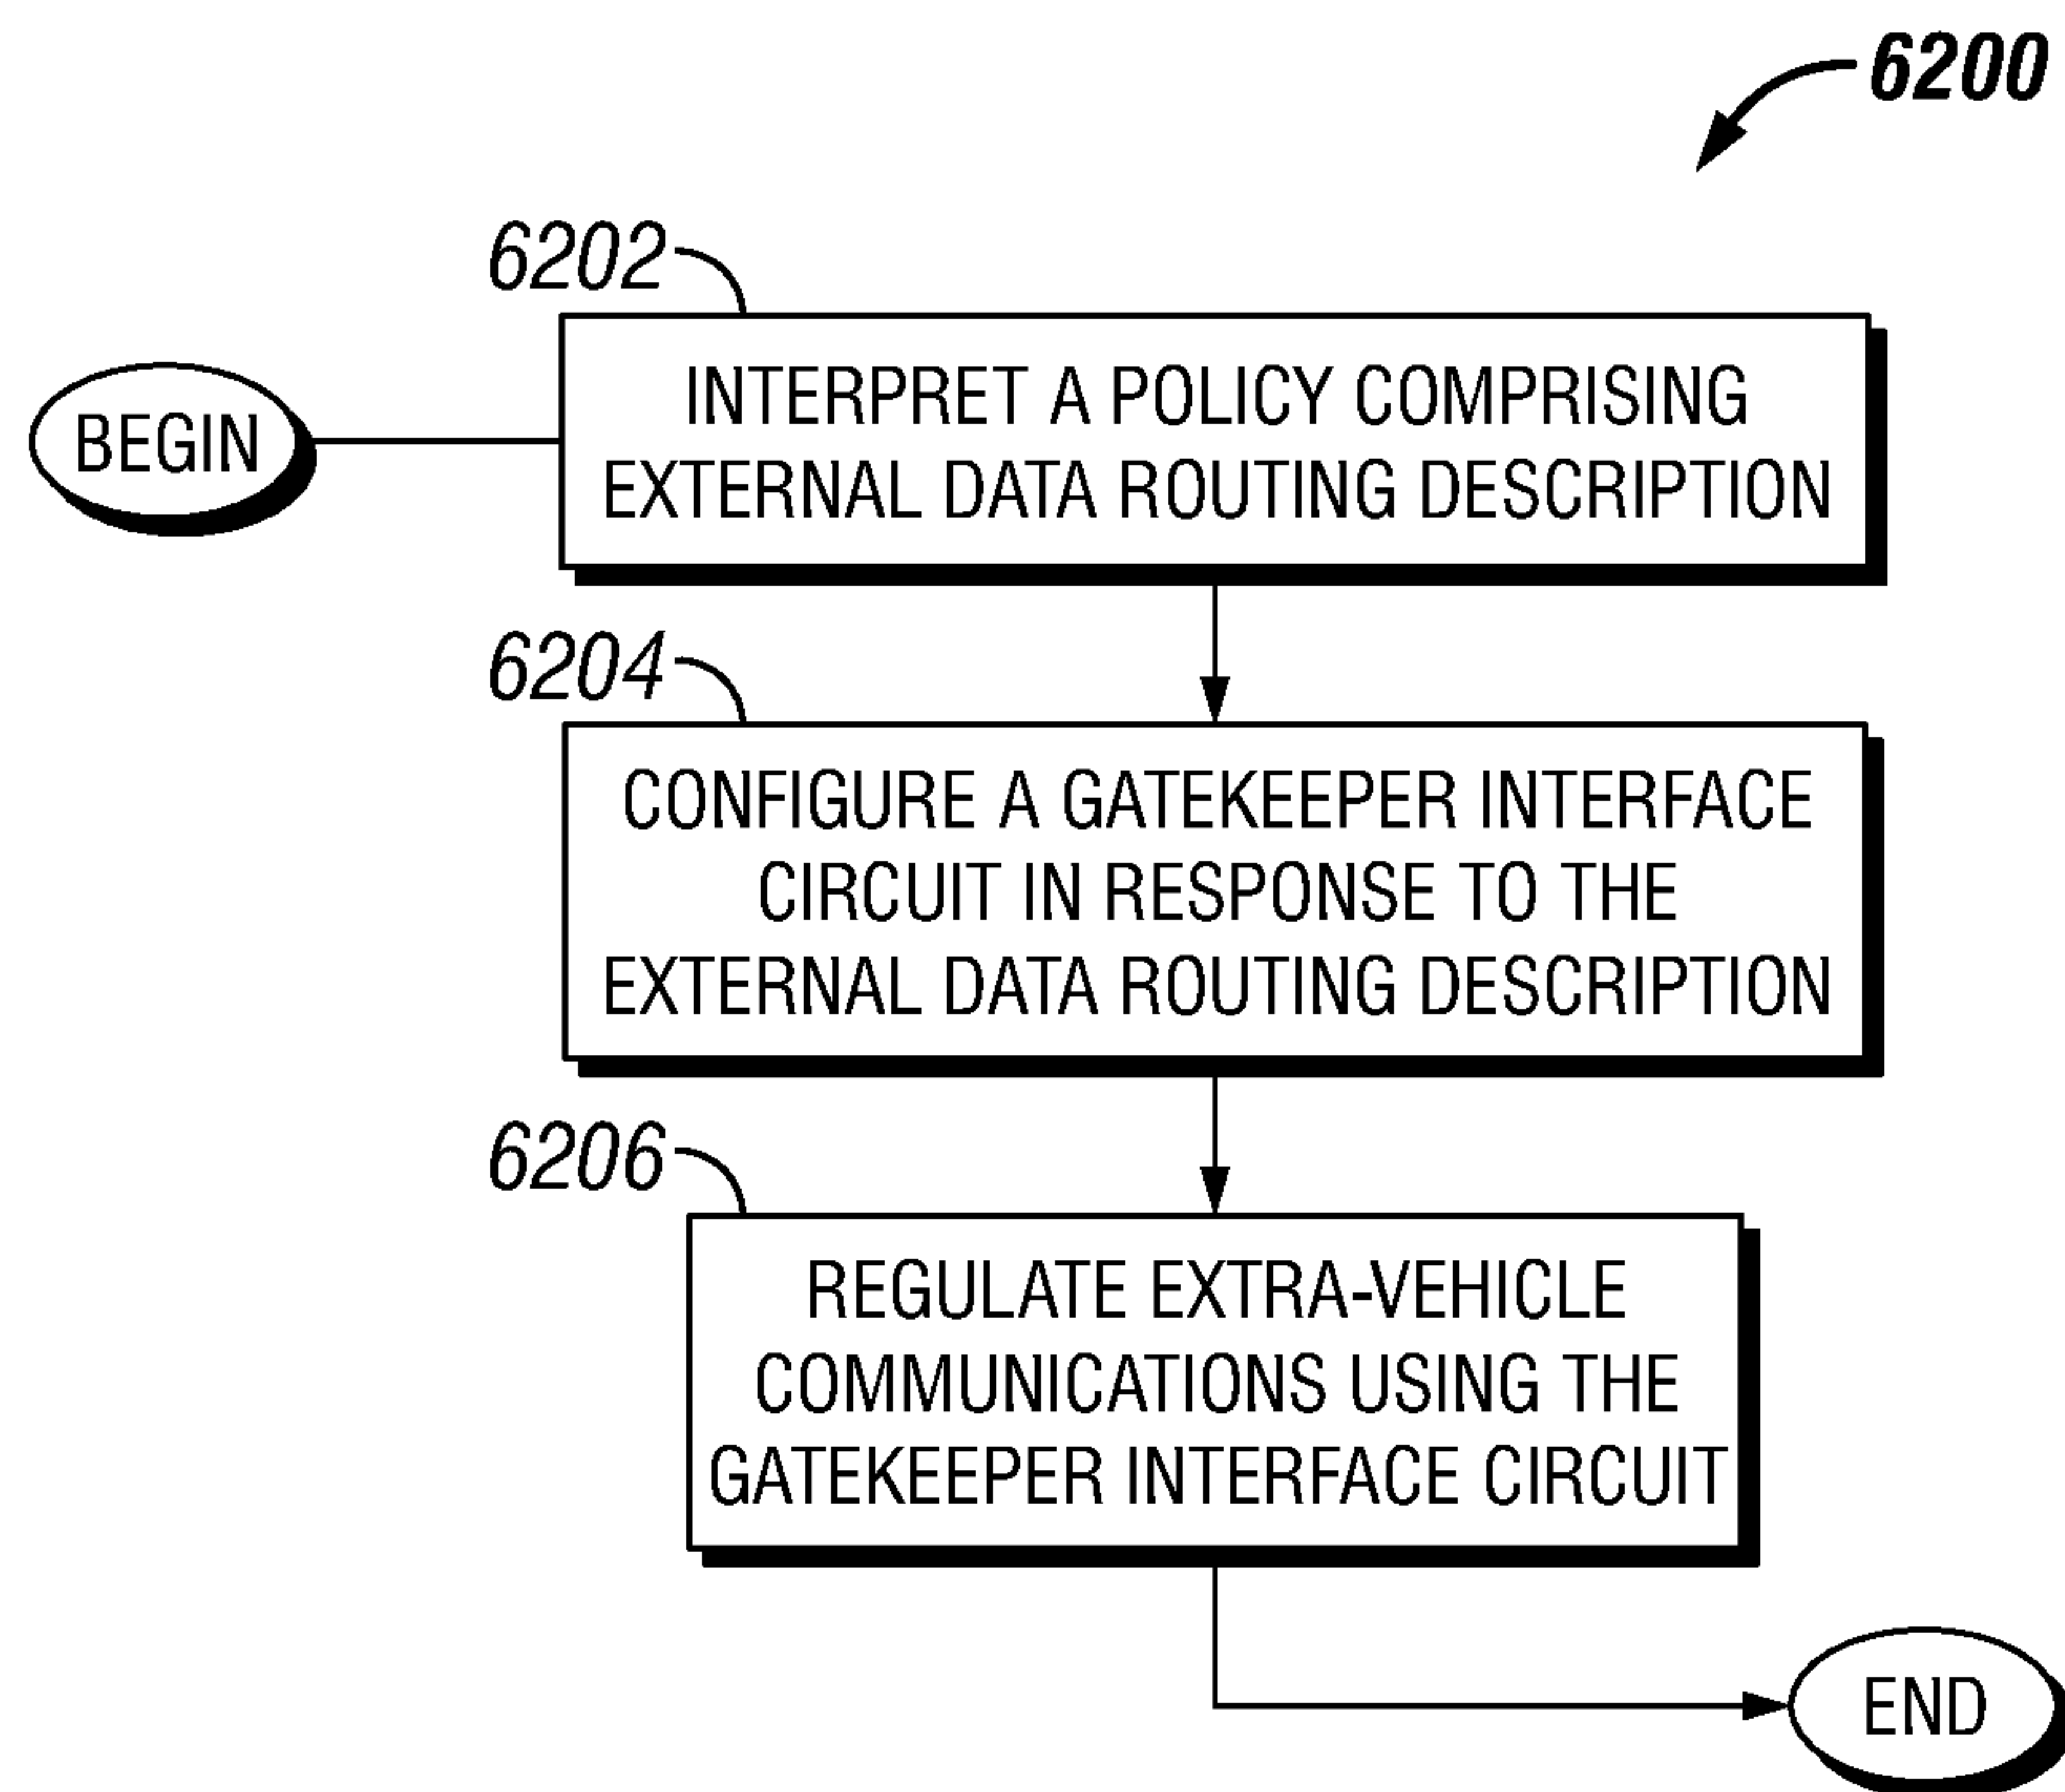 6200
6202
BEGIN
INTERPRET A POLICY COMPRISING
EXTERNAL DATA ROUTING DESCRIPTION
6204
CONFIGURE A GATEKEEPER INTERFACE
CIRCUIT IN RESPONSE TO THE
EXTERNAL DATA ROUTING DESCRIPTION
6206
REGULATE EXTRA-VEHICLE
COMMUNICATIONS USING THE
GATEKEEPER INTERFACE CIRCUIT
END